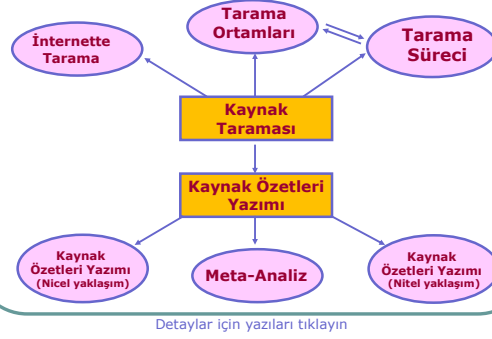 İnternette
Tarama
Tarama
Ortamları
Tarama
Süreci
Kaynak
Taraması
Kaynak Özetleri
Yazımı
Kaynak
Özetleri Yazımı
(Nicel yaklaşım)
Meta-Analiz
Kaynak
Özetleri Yazımı
(Nitel yaklaşım)
Detaylar için yazıları tıklayın